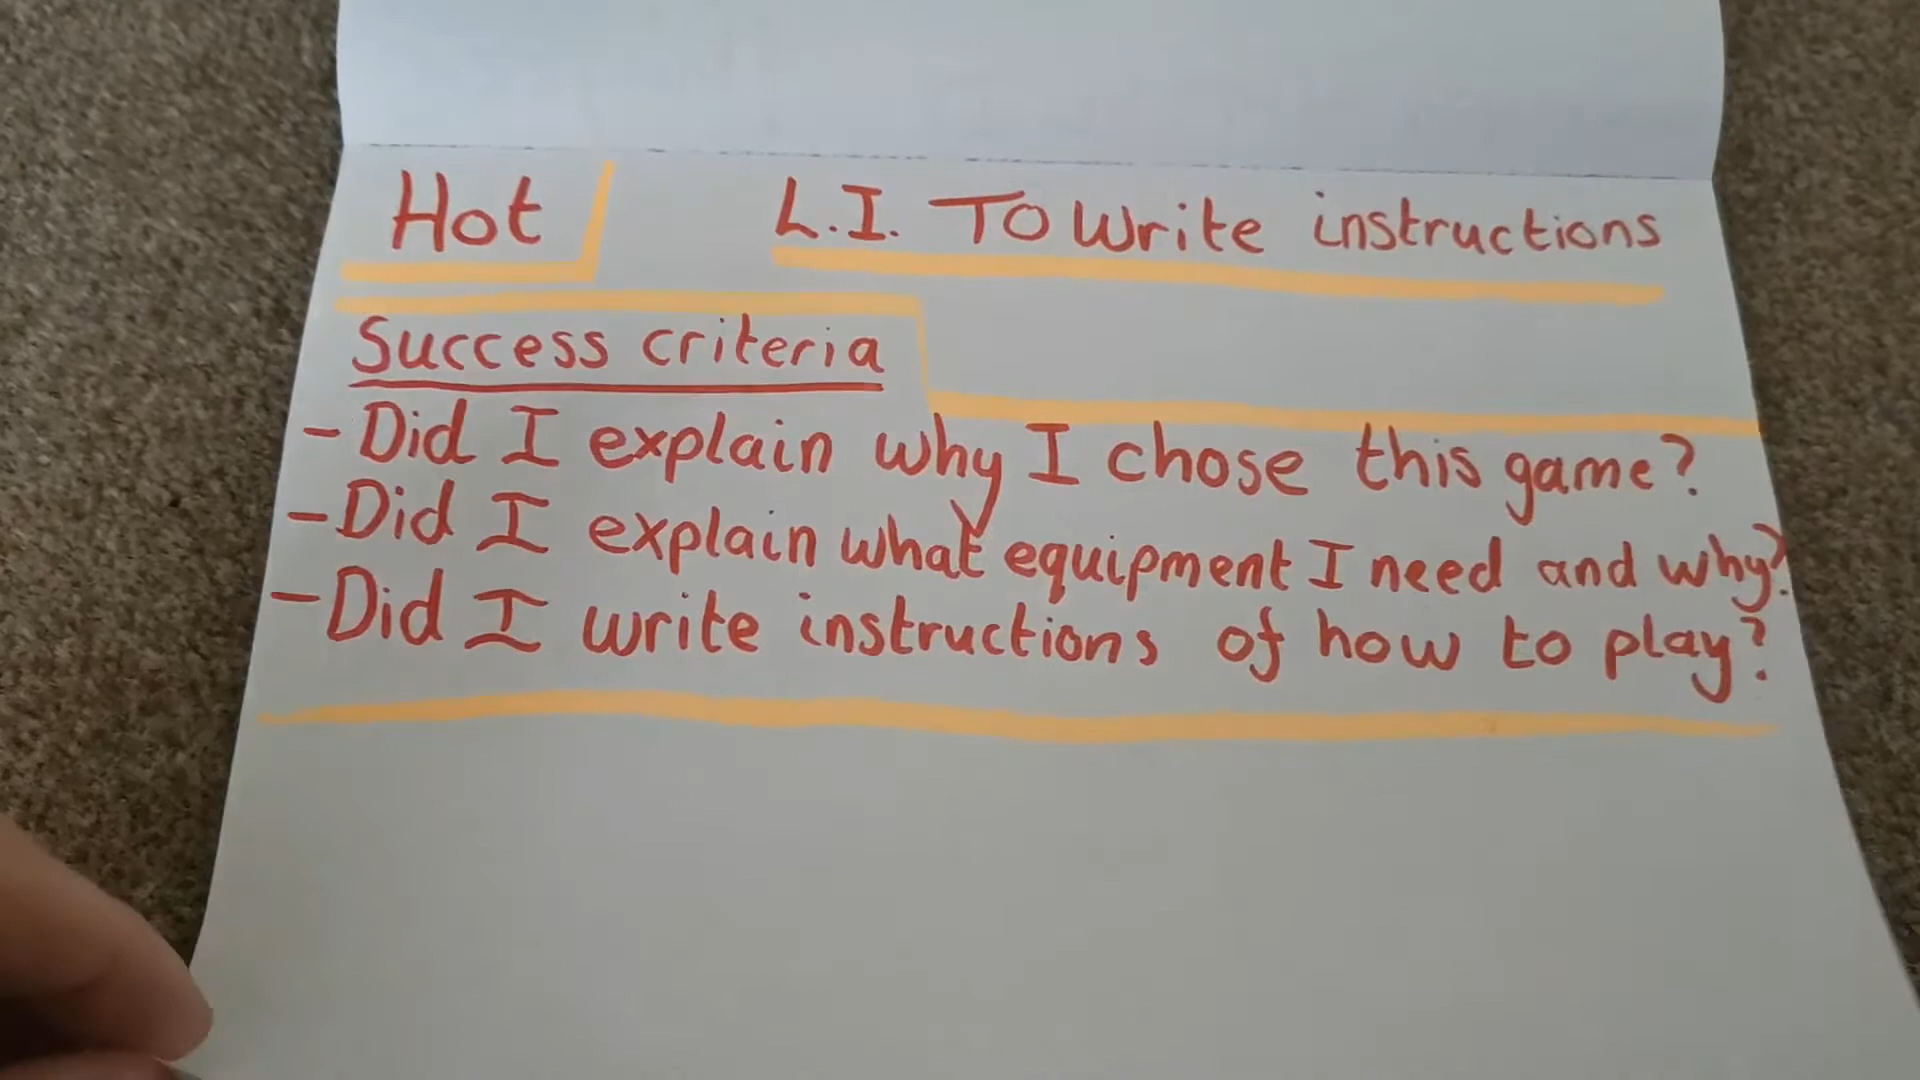 Hot
L.I. To write instructions
Success criteria
- Did I explain why I chose this game?
- Did I explain what equipment I need and why?
- Did I write instructions of how to play?